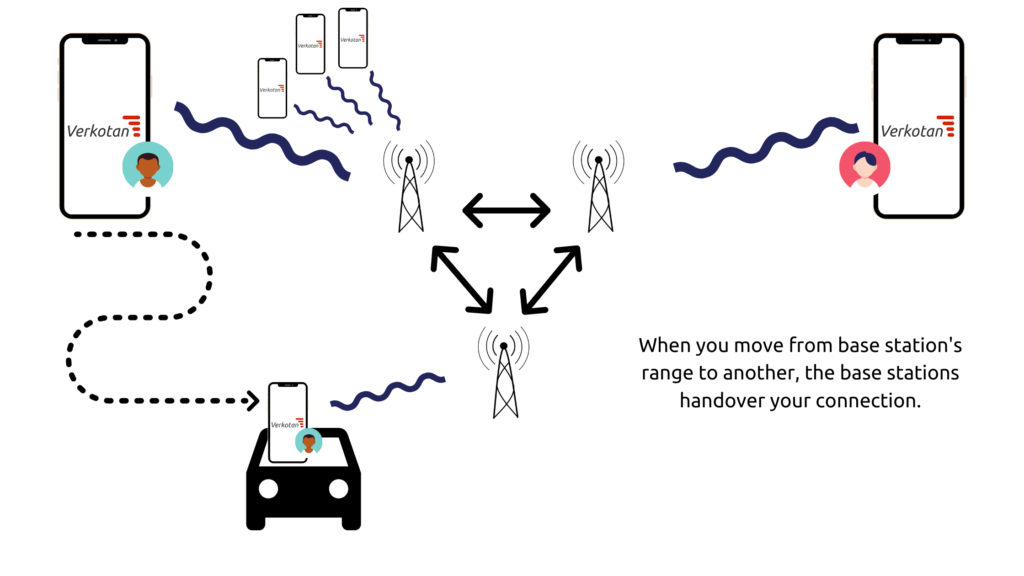 Verkotan
Verkotan
Verkotan
Verkotan
Verkotan
Verkotan
When you move from base station's
range to another, the base stations
handover your connection.